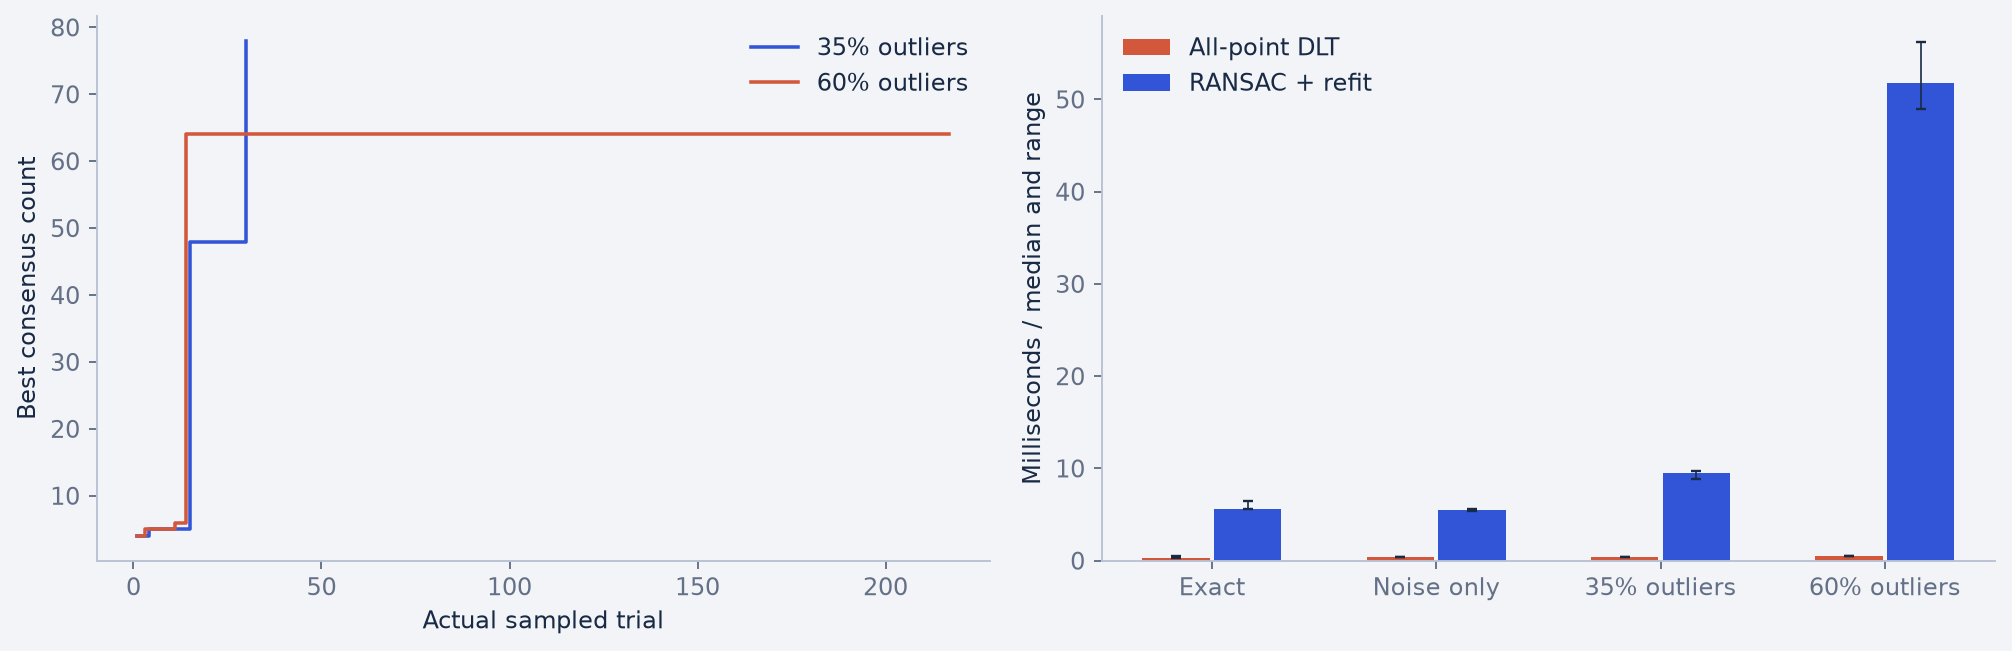 Best consensus count
80
70
60
50
40
30
20
10
35% outliers
60% outliers
0
50
100
150
200
Actual sampled trial
Milliseconds / median and range
50
40
30
20
10
0
All-point DLT
RANSAC + refit
Exact
Noise only
35% outliers
60% outliers